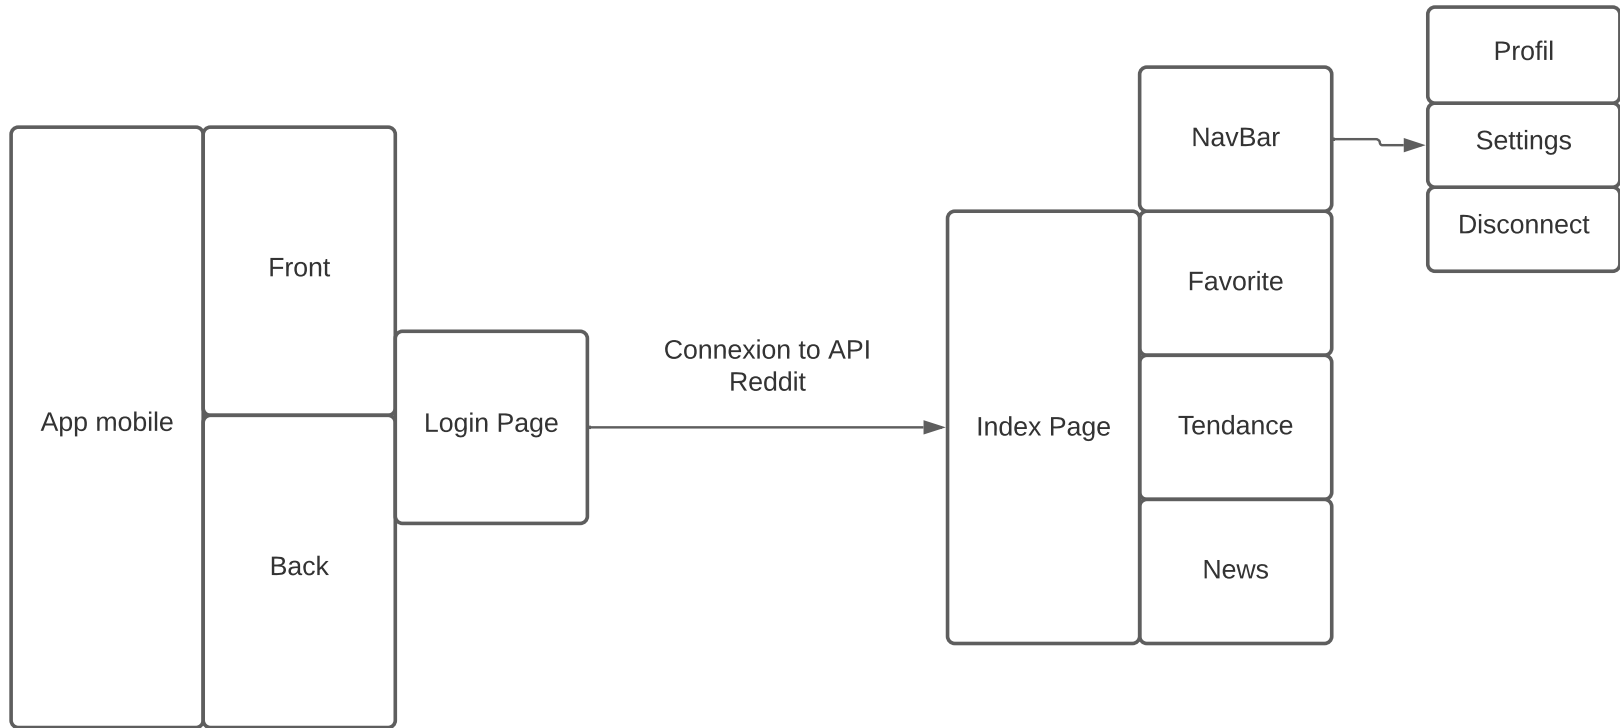 App mobile
Front
Back
Login Page
Connexion to API
Reddit
Index Page
NavBar
Favorite
Tendance
News
Profil
Settings
Disconnect